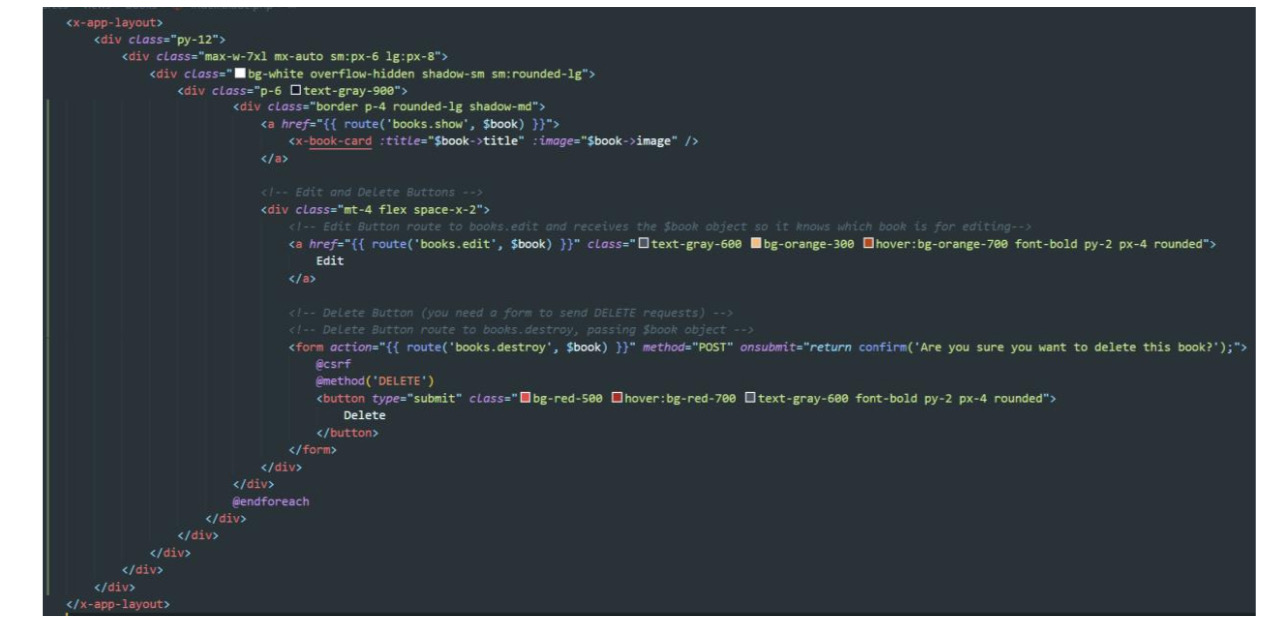 <x-app-layout>
<div class="py-12">
<div class="max-w-7xl mx-auto sm:px-6 lg:px-8">
<div class="bg-white overflow-hidden shadow-sm sm:rounded-lg">
<div class="p-6 text-gray-900">
<div class="border p-4 rounded-lg shadow-md">
<a href="{{ route('books.show', $book) }}">
<x-book-card :title="$book->title" :image="$book->image" />
</a>
<!-- Edit and Delete Buttons -->
<div class="mt-4 flex space-x-2">
<!-- Edit Button route to books.edit and receives the $book object so it knows which book is for editing-->
<a href="{{ route('books.edit', $book) }}" class="text-gray-600 bg-orange-300 hover:bg-orange-700 font-bold py-2 px-4 rounded">
Edit
</a>
<!-- Delete Button (you need a form to send DELETE requests) -->
<!-- Delete Button route to books.destroy, passing $book object -->
<form action="{{ route('books.destroy', $book) }}" method="POST" onsubmit="return confirm('Are you sure you want to delete this book?');">
@csrf
@method('DELETE')
<button type="submit" class="bg-red-500 hover:bg-red-700 text-gray-600 font-bold py-2 px-4 rounded">
Delete
</button>
</form>
</div>
</div>
@endforeach
</div>
</div>
</div>
</div>
</div>
</x-app-layout>